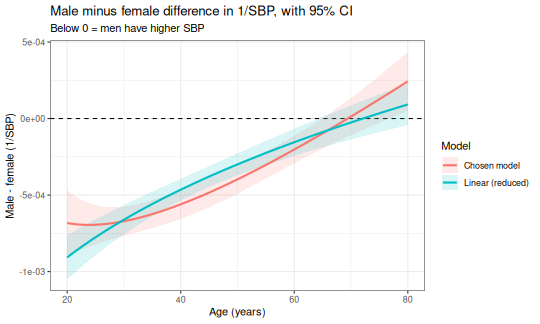 Male minus female difference in 1/SBP, with 95% CI
Below 0 = men have higher SBP
5e-04
0e+00
-5e-04
-1e-03
Male - female (1/SBP)
20
40
60
80
Age (years)
Model
Chosen model
Linear (reduced)